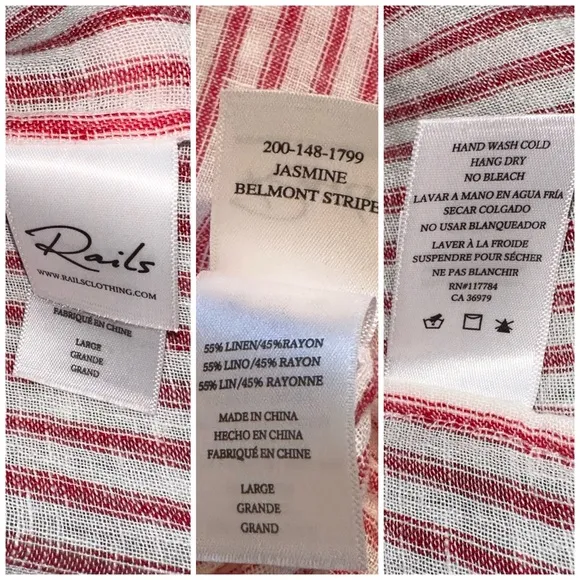 Rails
WWW.RAILSCLOTHING.COM
FABRIQUÉ EN CHINE
LARGE
GRANDE
GRAND
200-148-1799
JASMINE
BELMONT STRIPE
55% LINEN/45%RAYON
55% LINO/45% RAYON
55% LIN/45% RAYONNE
MADE IN CHINA
HECHO EN CHINA
FABRIQUÉ EN CHINE
LARGE
GRANDE
GRAND
HAND WASH COLD
HANG DRY
NO BLEACH
LAVAR A MANO EN AGUA FRÍA
SECAR COLGADO
NO USAR BLANQUEADOR
LAVER À LA FROIDE
SUSPENDRE POUR SÉCHER
NE PAS BLANCHIR
RN#117784
CA 36979